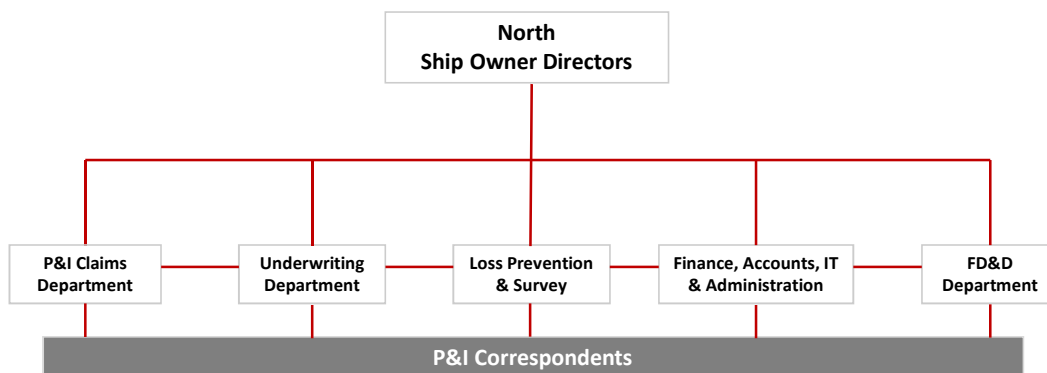 North
Ship Owner Directors
P&I Claims
Department
Underwriting
Department
Loss Prevention
& Survey
Finance, Accounts, IT
& Administration
FD&D
Department
P&I Correspondents